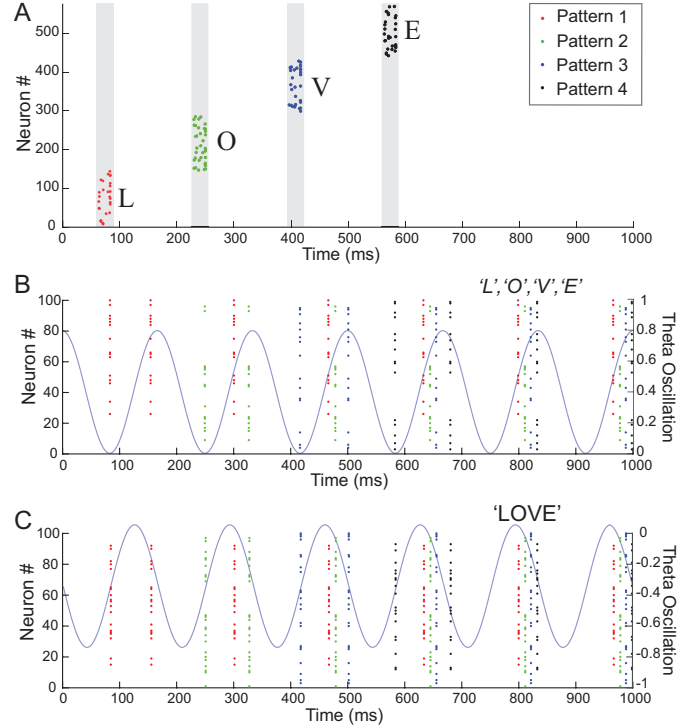 A
Neuron #
500
400
300
200
100
0
L
O
V
E
Pattern 1
Pattern 2
Pattern 3
Pattern 4
0 100 200 300 400 500 600 700 800 900 1000
Time (ms)
B
'L','O','V','E'
Neuron #
100
80
60
40
20
0
1
0.8
0.6
0.4
0.2
0
Theta Oscillation
0 100 200 300 400 500 600 700 800 900 1000
Time (ms)
C
'LOVE'
Neuron #
100
80
60
40
20
0
0
-0.2
-0.4
-0.6
-0.8
-1
Theta Oscillation
0 100 200 300 400 500 600 700 800 900 1000
Time (ms)